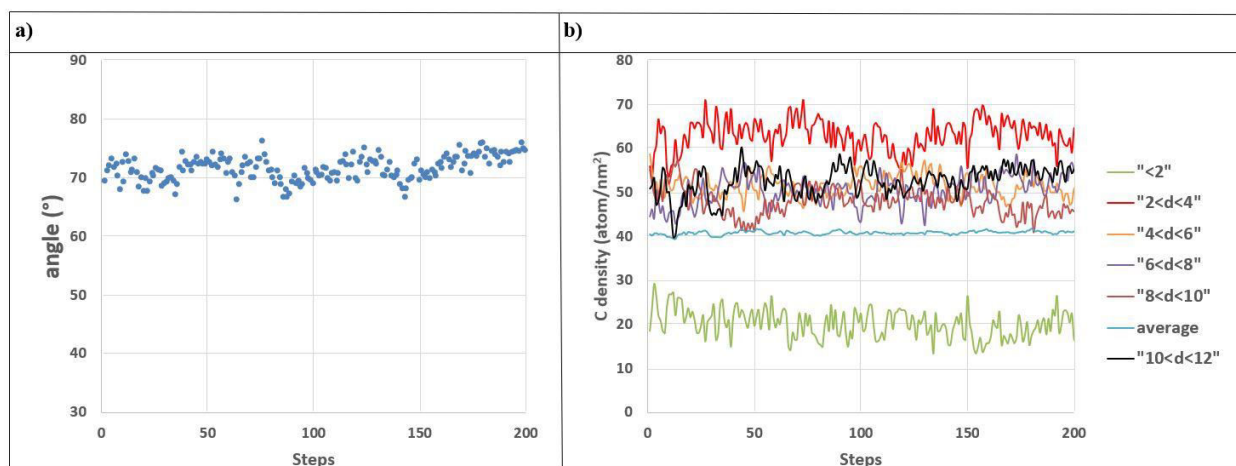 a)
90
80
70
60
50
40
30
angle (°)
0
50
100
150
200
Steps
b)
80
70
60
50
40
30
20
10
0
C density (atom/nm²)
0
50
100
150
200
Steps
"<2"
"2<d<4"
"4<d<6"
"6<d<8"
"8<d<10"
average
"10<d<12"